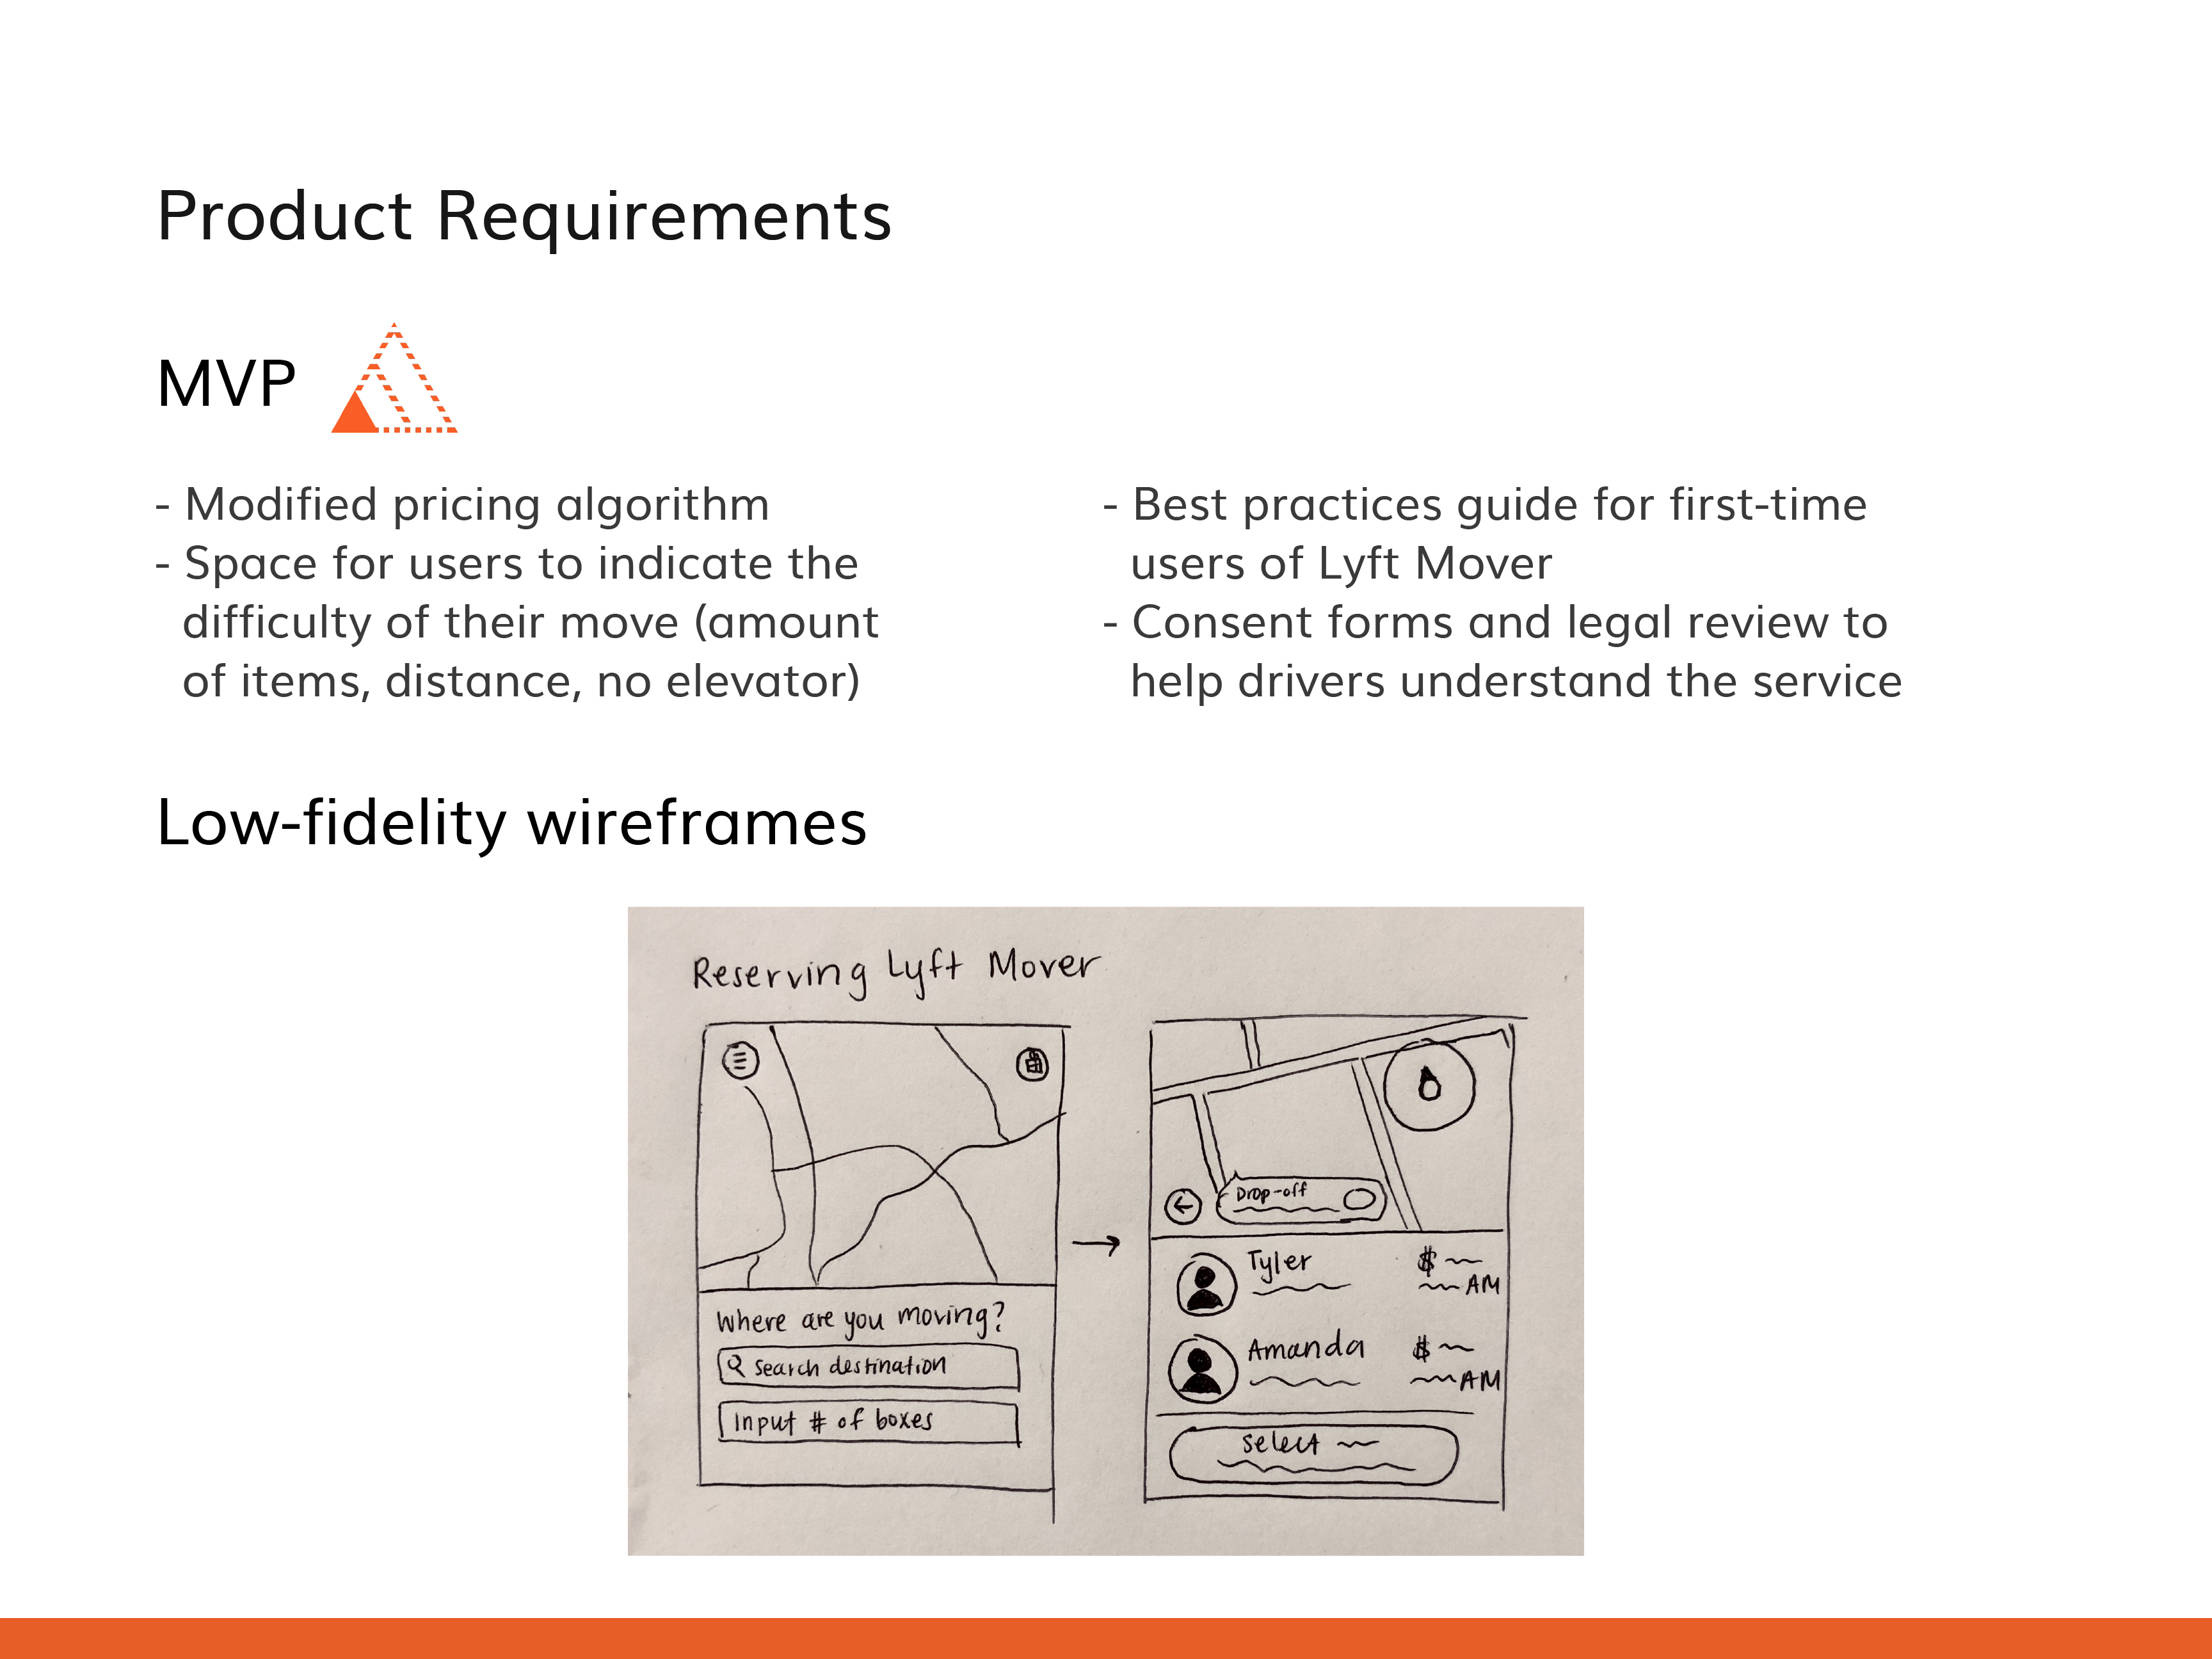 Product Requirements
MVP
- Modified pricing algorithm
- Space for users to indicate the
difficulty of their move (amount
of items, distance, no elevator)
- Best practices guide for first-time
users of Lyft Mover
- Consent forms and legal review to
help drivers understand the service
Low-fidelity wireframes
Reserving Lyft Mover
Where are you moving?
Search destination
Input # of boxes
Drop-off
Tyler
$
AM
Amanda
$
AM
Select